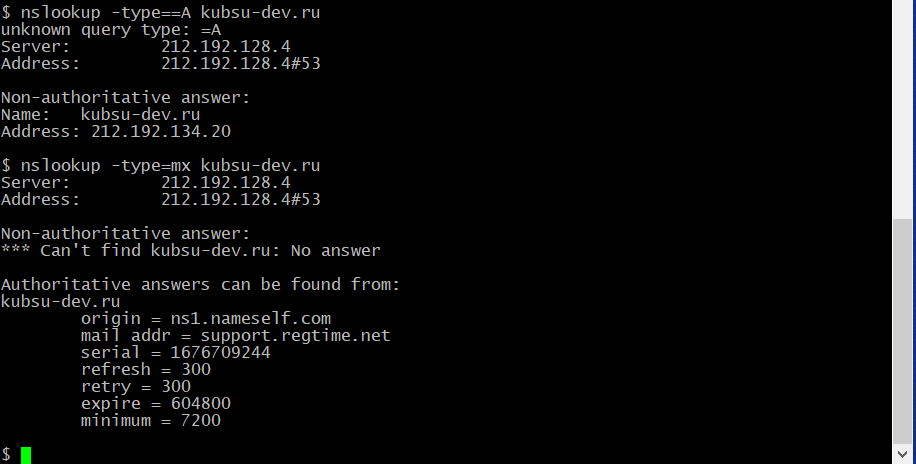 $ nslookup -type==A kubsu-dev.ru
unknown query type: =A
Server:         212.192.128.4
Address:        212.192.128.4#53

Non-authoritative answer:
Name:   kubsu-dev.ru
Address: 212.192.134.20

$ nslookup -type=mx kubsu-dev.ru
Server:         212.192.128.4
Address:        212.192.128.4#53

Non-authoritative answer:
*** Can't find kubsu-dev.ru: No answer

Authoritative answers can be found from:
kubsu-dev.ru
        origin = ns1.nameself.com
        mail addr = support.regtime.net
        serial = 1676709244
        refresh = 300
        retry = 300
        expire = 604800
        minimum = 7200

$